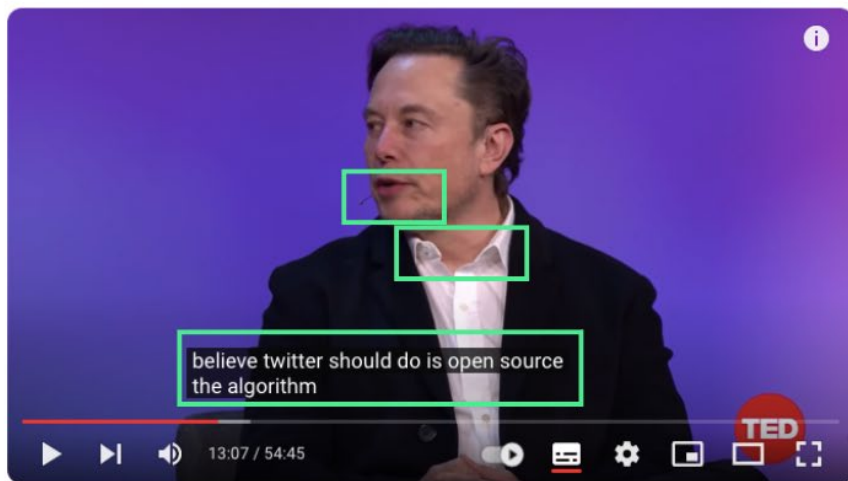 believe twitter should do is open source
the algorithm
TED
13:07 / 54:45